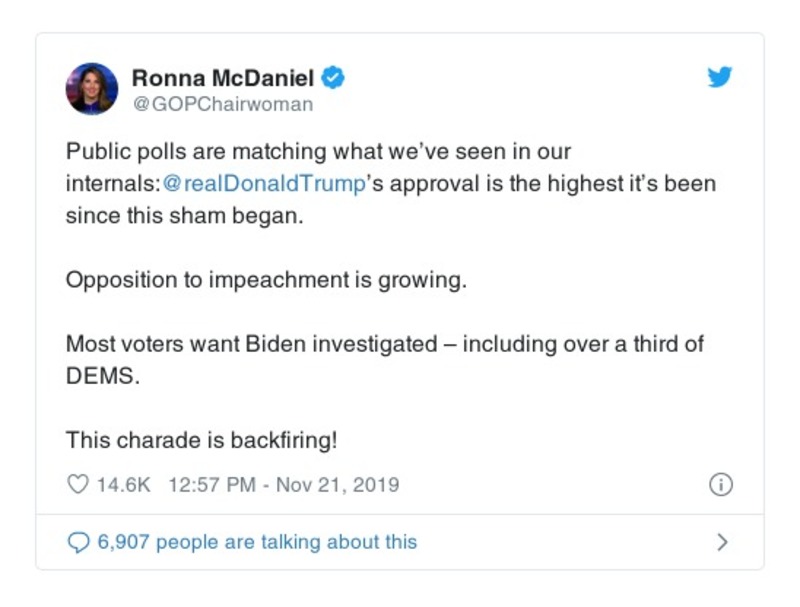 Ronna McDaniel
@GOPChairwoman
Public polls are matching what we’ve seen in our
internals:@realDonaldTrump’s approval is the highest it’s been
since this sham began.
Opposition to impeachment is growing.
Most voters want Biden investigated – including over a third of
DEMS.
This charade is backfiring!
14.6K 12:57 PM - Nov 21, 2019
6,907 people are talking about this